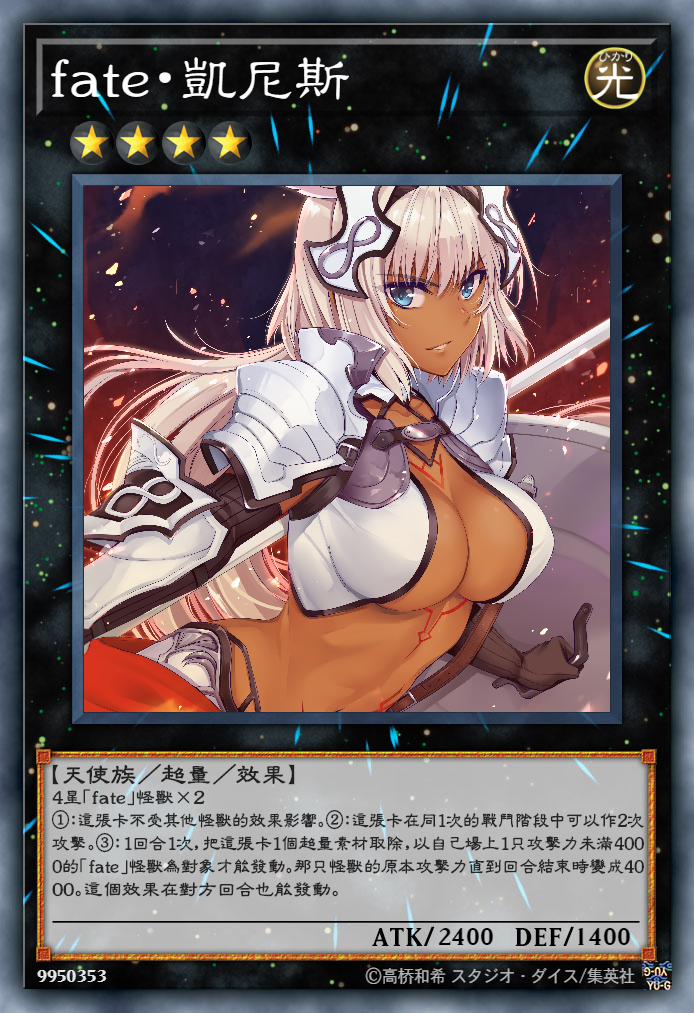 fate·凱尼斯
ひかり
光
【天使族／超量／效果】
4星「fate」怪獸×2
①:這張卡不受其他怪獸的效果影響。②:這張卡在同1次的戰鬥階段中可以作2次
攻擊。③:1回合1次,把這張卡1個超量素材取除,以自己場上1只攻擊力未滿400
0的「fate」怪獸為對象才能發動。那只怪獸的原本攻擊力直到回合結束時變成40
00。這個效果在對方回合也能發動。
ATK/2400 DEF/1400
9950353
©高桥和希 スタジオ・ダイス/集英社
YU-G
YU-G